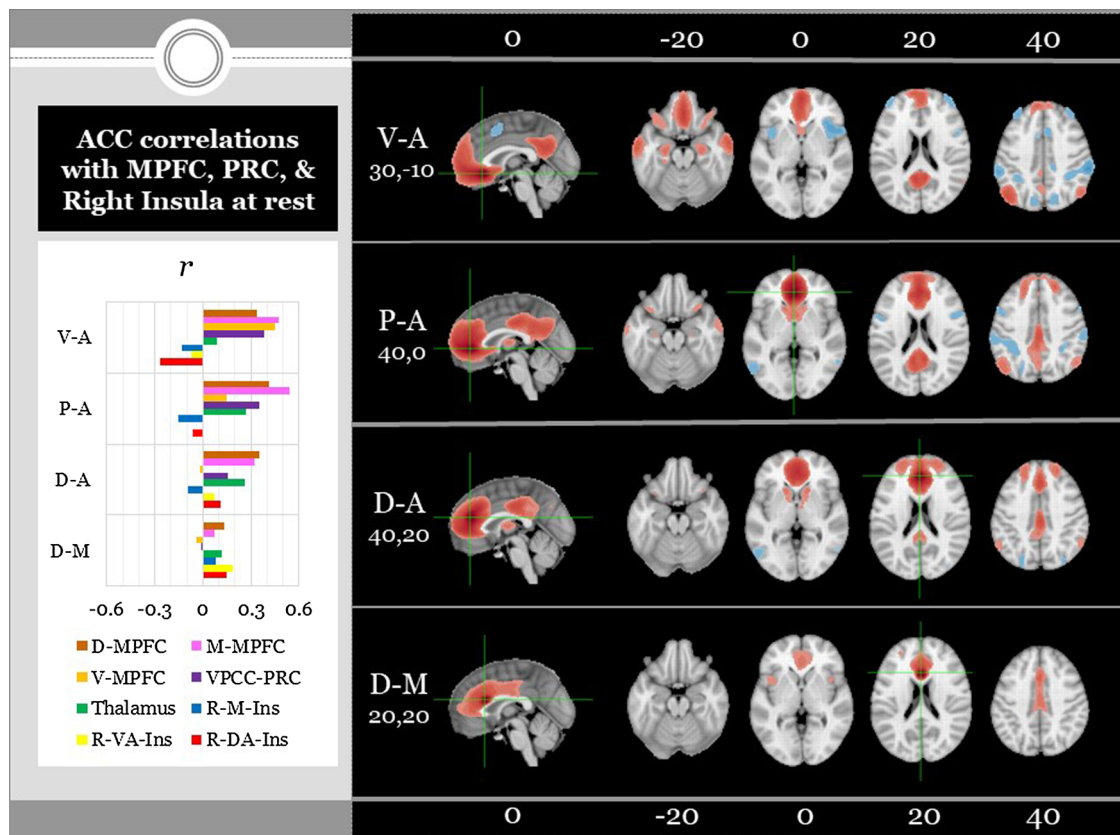 ACC correlations
with MPFC, PRC, &
Right Insula at rest
r
V-A
P-A
D-A
D-M
-0.6 -0.3 0 0.3 0.6
D-MPFC M-MPFC
V-MPFC VPCC-PRC
Thalamus R-M-Ins
R-VA-Ins R-DA-Ins
0 -20 0 20 40
V-A
30,-10
P-A
40,0
D-A
40,20
D-M
20,20
0 -20 0 20 40